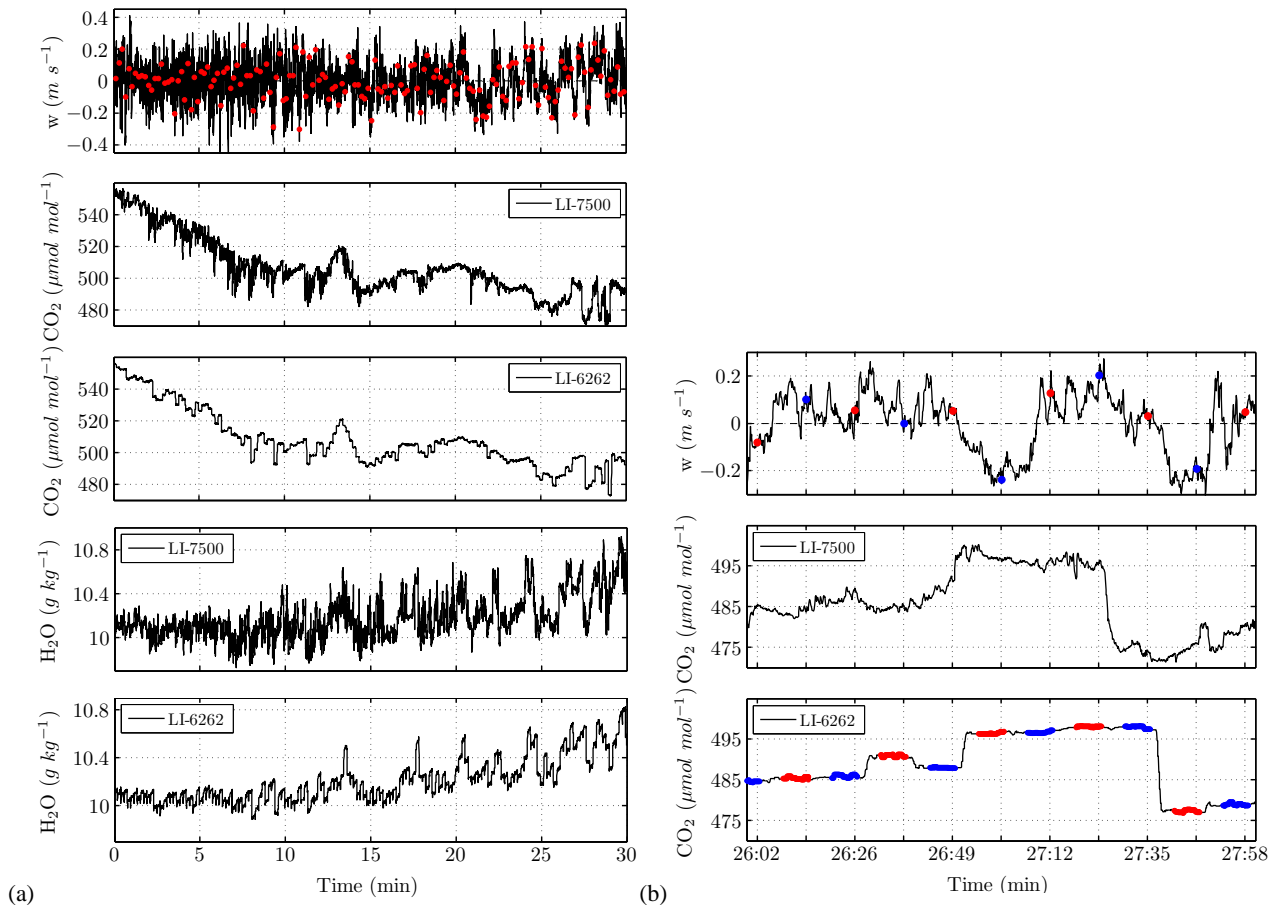 0.4
0.2
0
−0.2
−0.4
w (m s−1)
540
520
500
480
CO2 (μmol mol−1)
LI-7500
540
520
500
480
CO2 (μmol mol−1)
LI-6262
10.8
10.4
10
H2O (g kg−1)
LI-7500
10.8
10.4
10
H2O (g kg−1)
LI-6262
0 5 10 15 20 25 30
Time (min)
(a)
0.2
0
−0.2
w (m s−1)
495
485
475
CO2 (μmol mol−1)
LI-7500
495
485
475
CO2 (μmol mol−1)
LI-6262
26:02 26:26 26:49 27:12 27:35 27:58
Time (min)
(b)